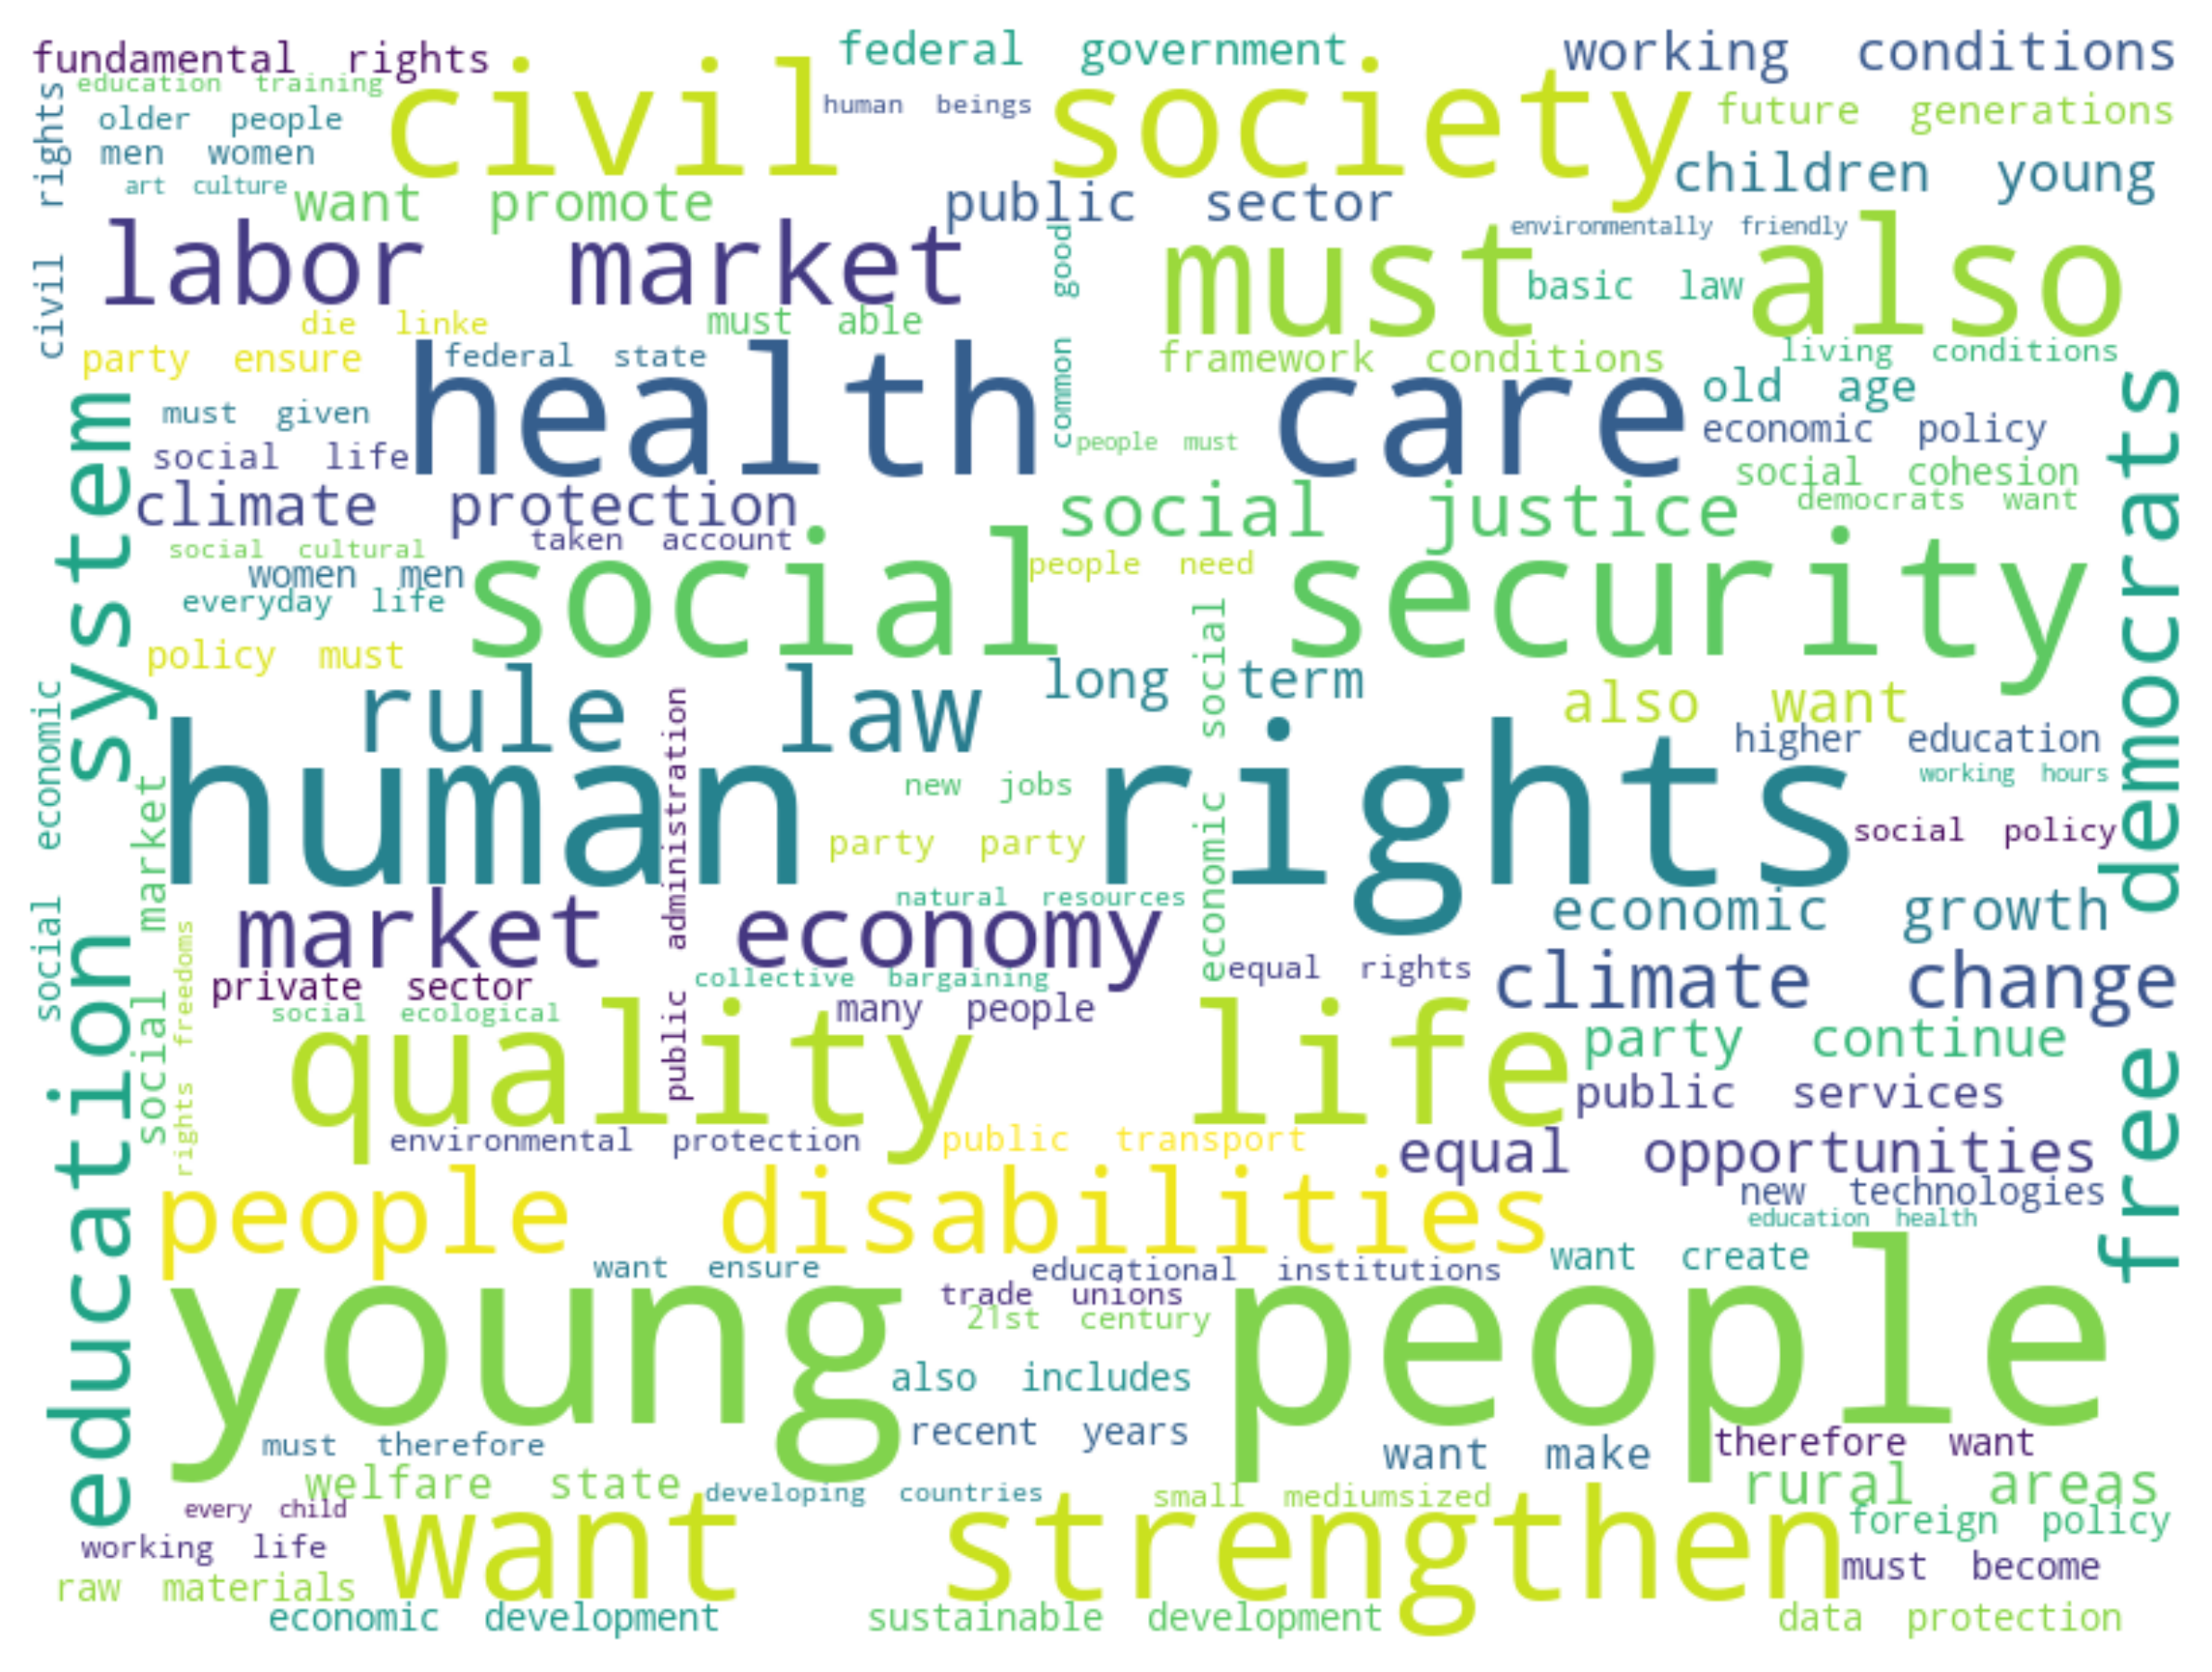 fundamental rights
federal government
working conditions
education training
civil society
human beings
future generations
older people
civil rights
men women
children young
art culture
want promote
public sector
environmentally friendly
labor market
must also
basic law
common good
die linke
must able
party ensure
federal state
framework conditions
living conditions
health care
old age
must given
economic policy
people must
social life
social cohesion
climate protection
social justice
democrats want
taken account
social cultural
social security
people need
women men
everyday life
policy must
education system
free democrats
rule law
long term
also want
human rights
higher education
new jobs
working hours
social economic
social market
economic social
public administration
party party
social policy
natural resources
market economy
economic growth
rights freedoms
equal rights
private sector
collective bargaining
climate change
social ecological
many people
quality life
party continue
public services
environmental protection
public transport
equal opportunities
people disabilities
new technologies
education health
want ensure
educational institutions
want create
trade unions
21st century
young people
also includes
recent years
must therefore
want make
therefore want
welfare state
rural areas
developing countries
small mediumsized
every child
want strengthen
foreign policy
working life
must become
raw materials
economic development
sustainable development
data protection